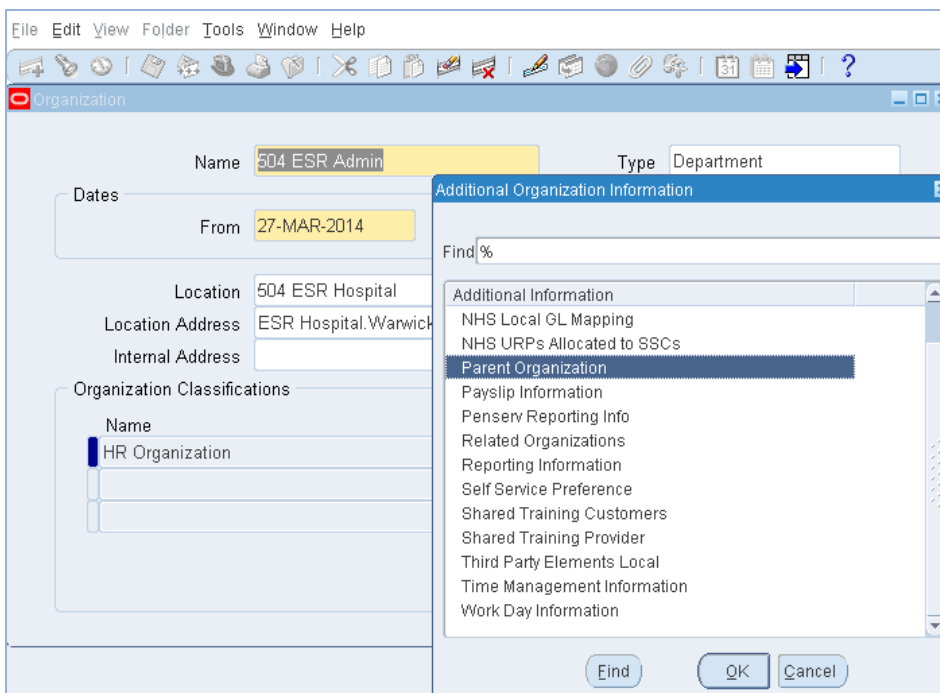 File Edit View Folder Tools Window Help
31
?
Organization
Name 504 ESR Admin Type Department
Dates
From 27-MAR-2014
Location 504 ESR Hospital
Location Address ESR Hospital.Warwick
Internal Address
Organization Classifications
Name
HR Organization
Additional Organization Information
Find %
Additional Information
NHS Local GL Mapping
NHS URPs Allocated to SSCs
Parent Organization
Payslip Information
Penserv Reporting Info
Related Organizations
Reporting Information
Self Service Preference
Shared Training Customers
Shared Training Provider
Third Party Elements Local
Time Management Information
Work Day Information
Find OK Cancel